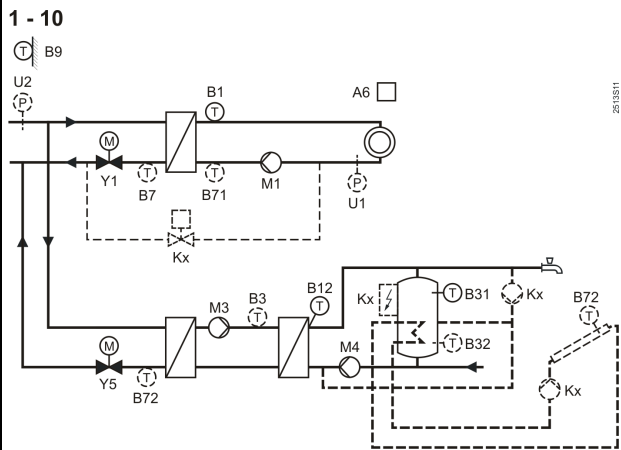 1 - 10
T B9
U2
P
B1
T
A6
2513S11
M
Y1
T
B7
T
B71
M1
P
U1
Kx
B12
T
M3
B3
T
Kx
T B31
Kx
B72
T
M
Y5
T
B72
M4
T B32
Kx